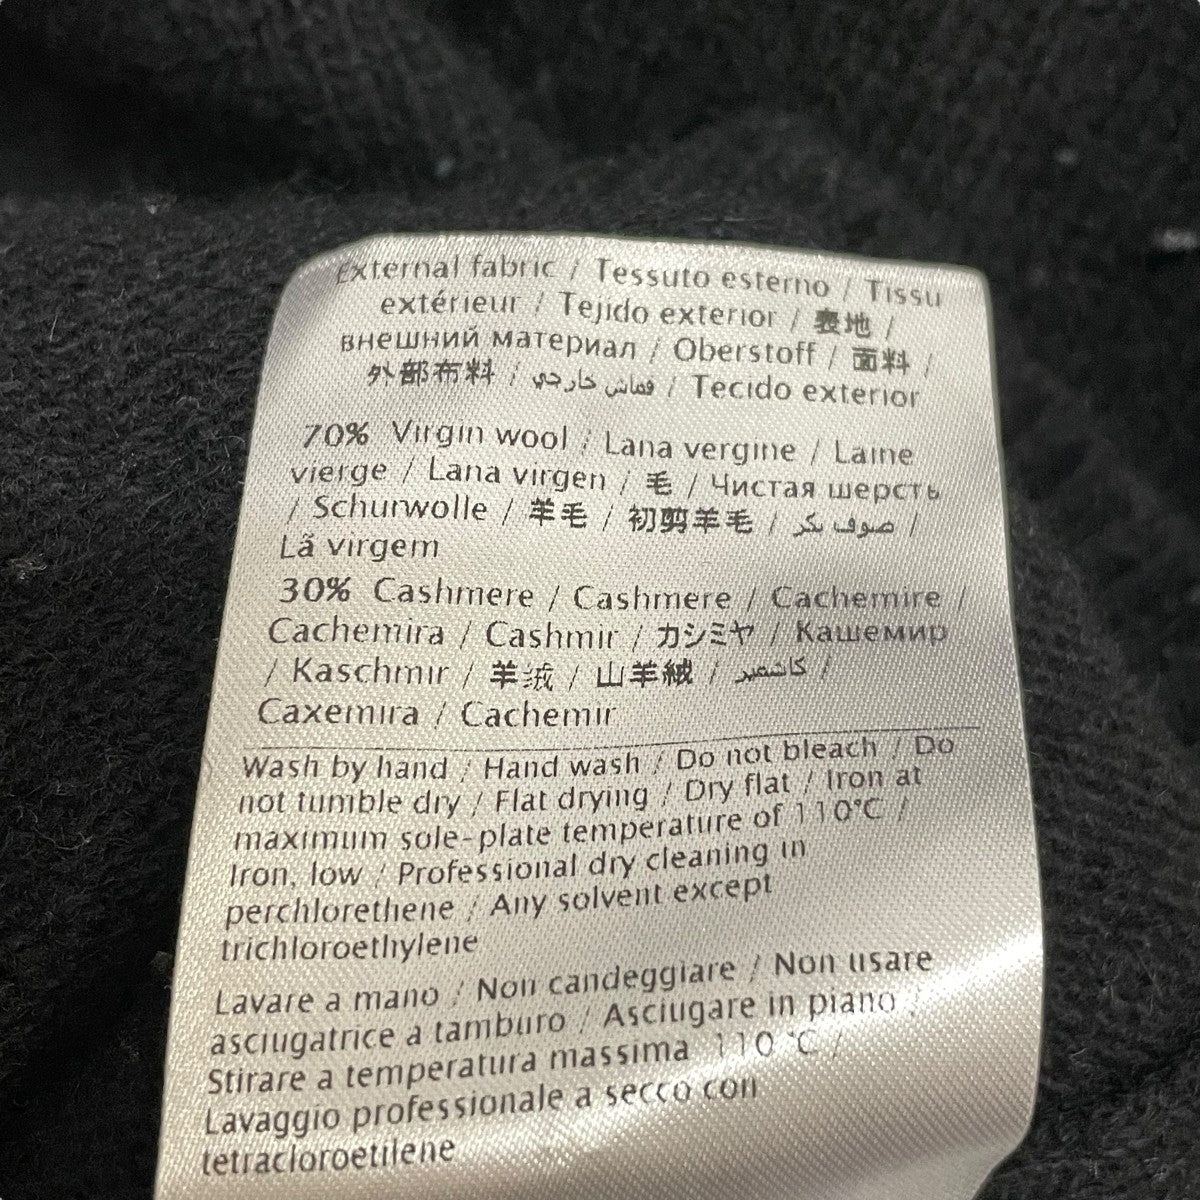 External fabric / Tessuto esterno / Tissu
extérieur / Tejido exterior / 表地 /
внешний материал / Oberstoff / 面料 /
外部布料 / قماش خارجي / Tecido exterior
70% Virgin wool / Lana vergine / Laine
vierge / Lana virgen / 毛 / Чистая шерсть
/ Schurwolle / 羊毛 / 初剪羊毛 / صوف بكر /
Lã virgem
30% Cashmere / Cashmere / Cachemire /
Cachemira / Cashmir / カシミヤ / Кашемир
/ Kaschmir / 羊绒 / 山羊絨 / كاشمير /
Caxemira / Cachemir
Wash by hand / Hand wash / Do not bleach / Do
not tumble dry / Flat drying / Dry flat / Iron at
maximum sole-plate temperature of 110°C /
Iron, low / Professional dry cleaning in
perchlorethene / Any solvent except
trichloroethylene
Lavare a mano / Non candeggiare / Non usare
asciugatrice a tamburo / Asciugare in piano /
Stirare a temperatura massima 110 °C /
Lavaggio professionale a secco con
tetracloroetilene